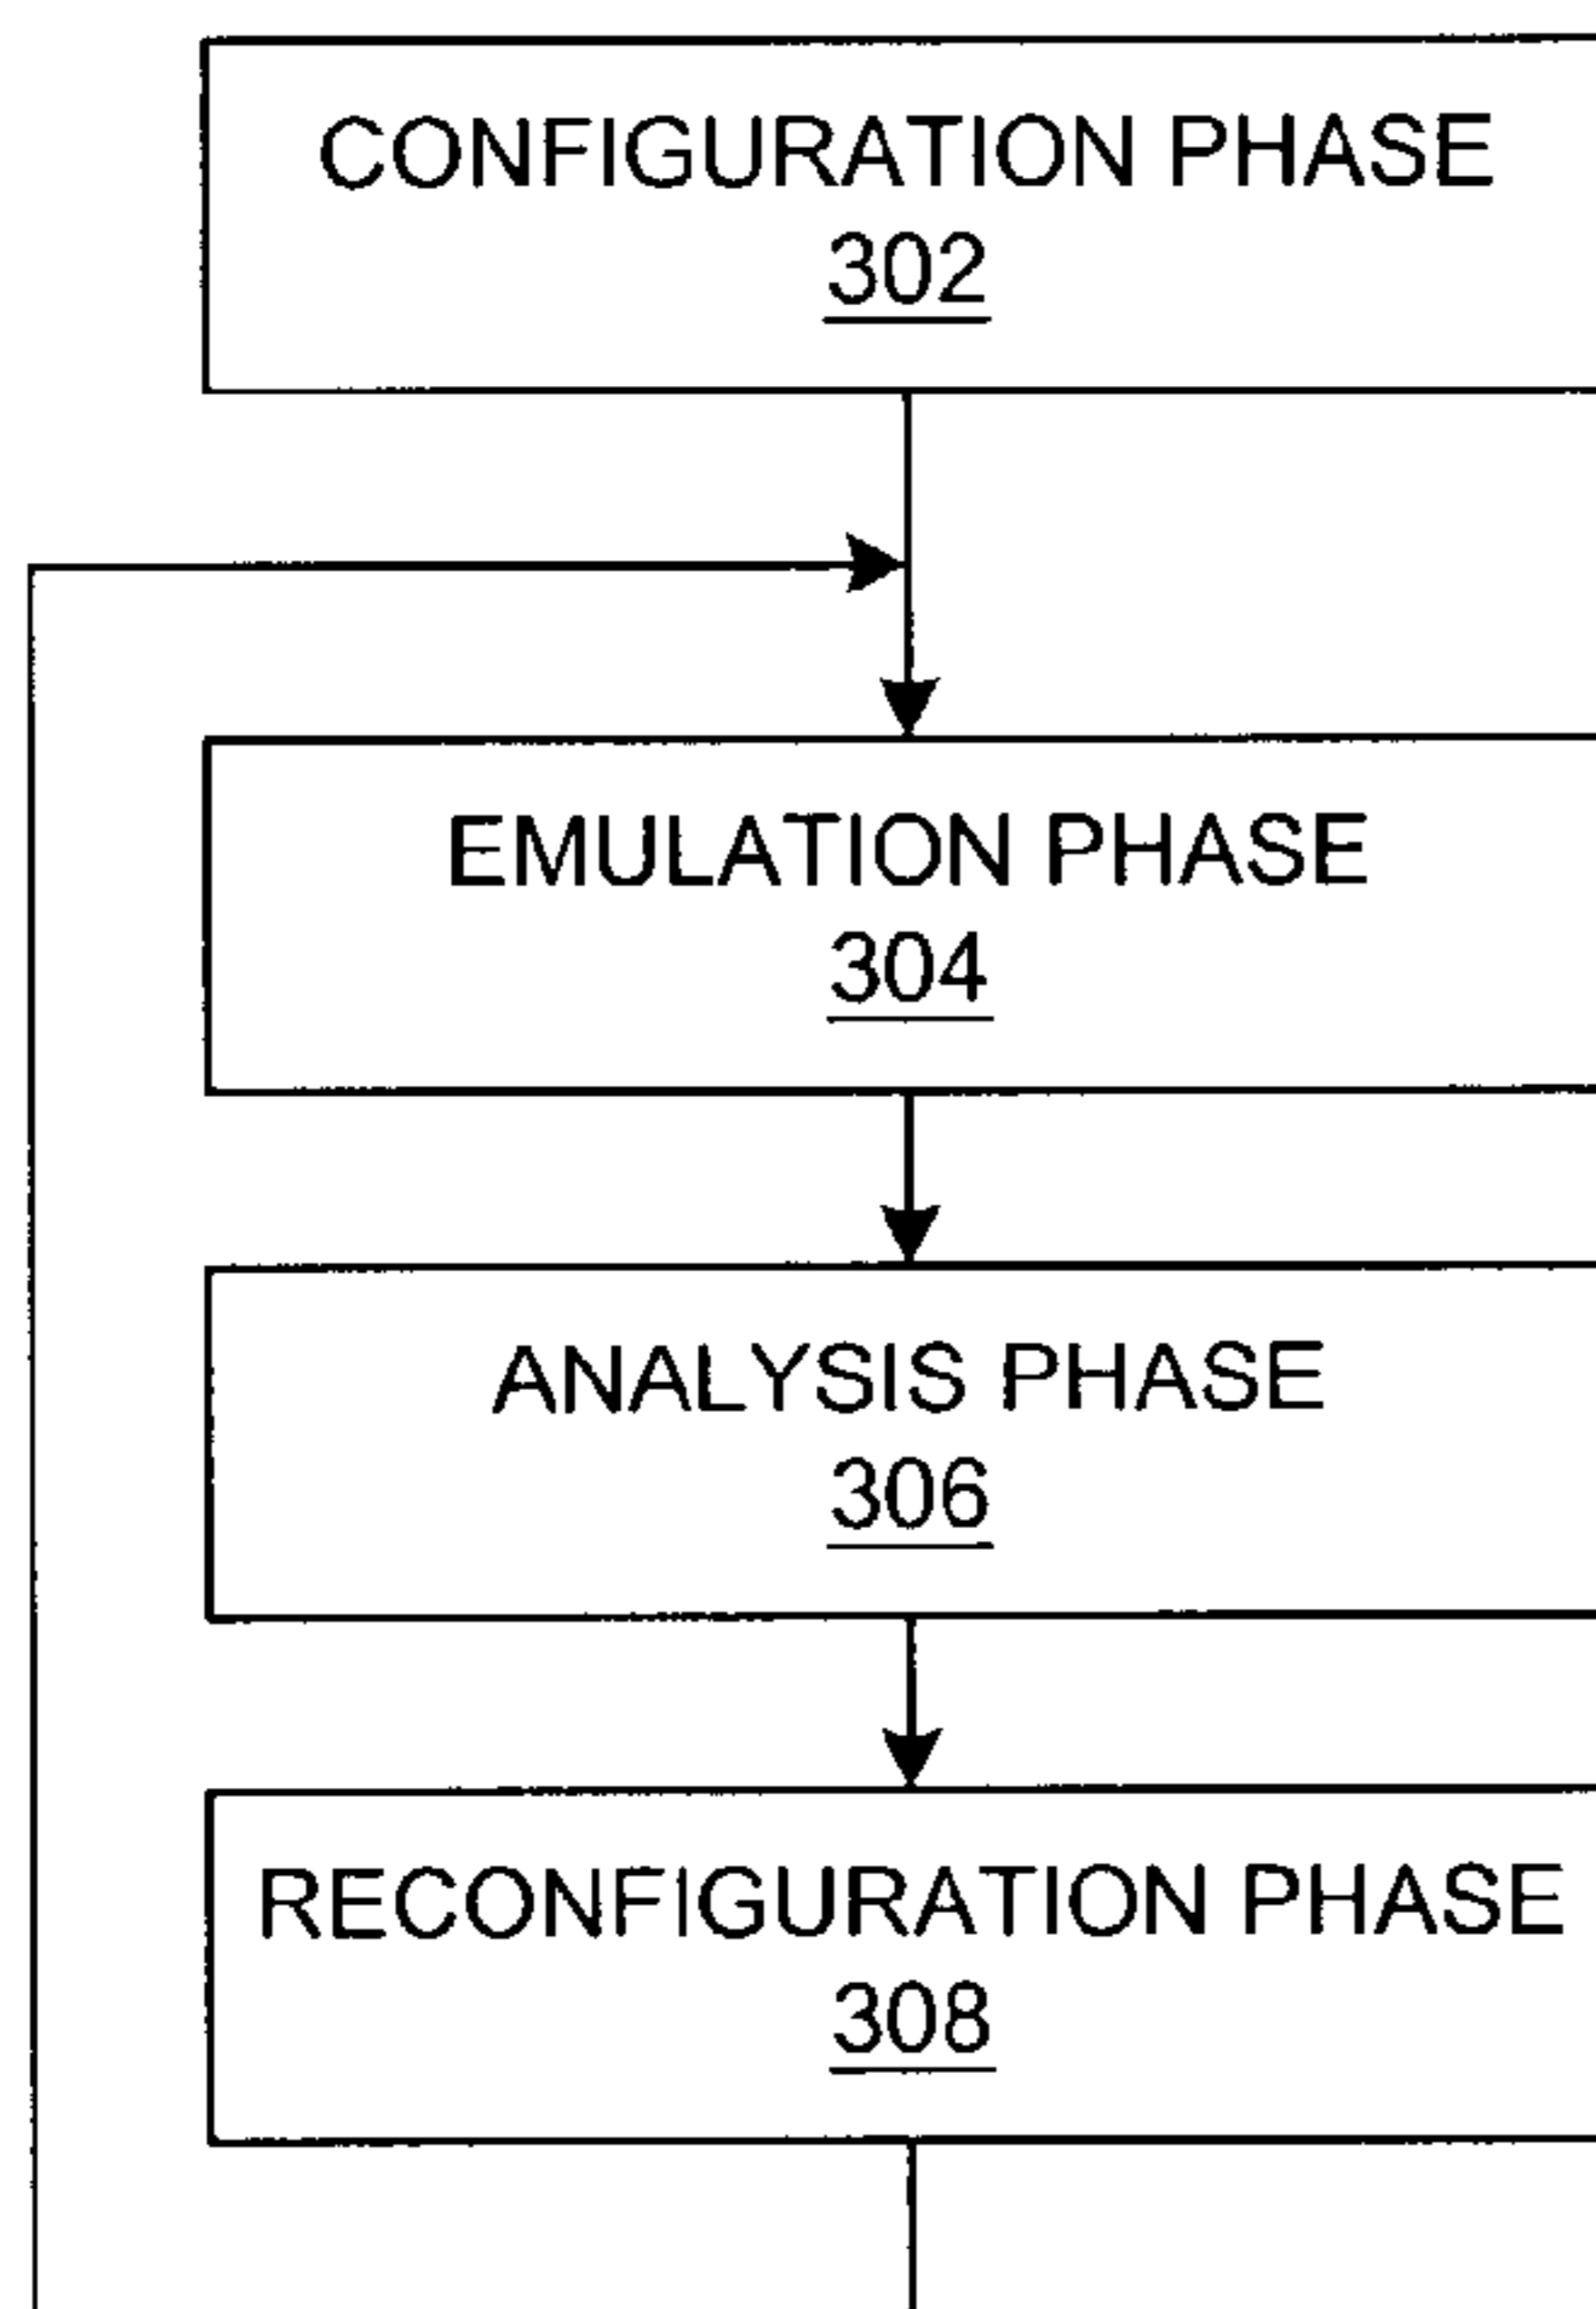 CONFIGURATION PHASE
302
EMULATION PHASE
304
ANALYSIS PHASE
306
RECONFIGURATION PHASE
308